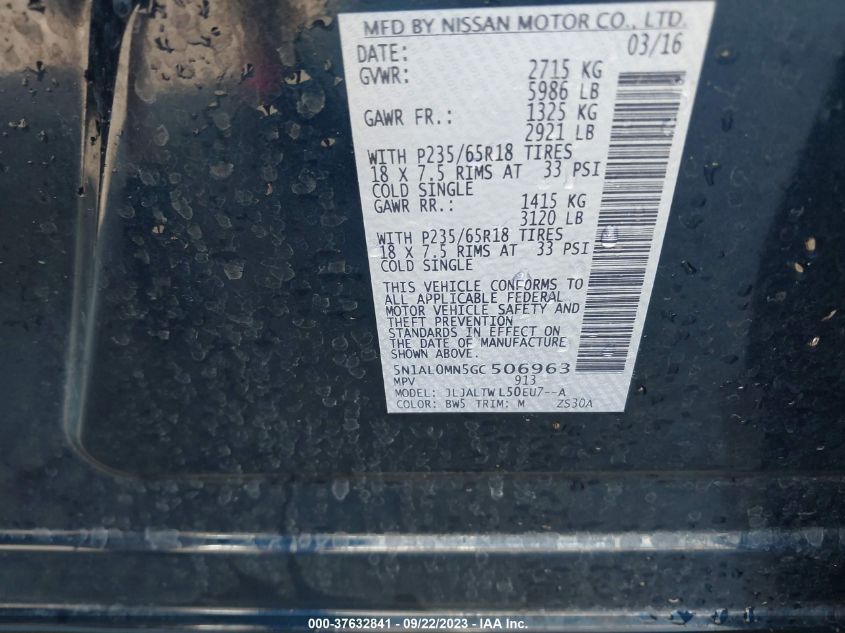 MFD BY NISSAN MOTOR CO., LTD.
DATE: 03/16
GVWR: 2715 KG
5986 LB
GAWR FR.: 1325 KG
2921 LB
WITH P235/65R18 TIRES
18 X 7.5 RIMS AT 33 PSI
COLD SINGLE
GAWR RR.: 1415 KG
3120 LB
WITH P235/65R18 TIRES
18 X 7.5 RIMS AT 33 PSI
COLD SINGLE
THIS VEHICLE CONFORMS TO
ALL APPLICABLE FEDERAL
MOTOR VEHICLE SAFETY AND
THEFT PREVENTION
STANDARDS IN EFFECT ON
THE DATE OF MANUFACTURE
SHOWN ABOVE.
5N1AL0MN5GC506963
MPV 913
MODEL: JLJALTWL50EU7--A
COLOR: BW5 TRIM: M ZS30A
000-37632841 - 09/22/2023 - IAA Inc.